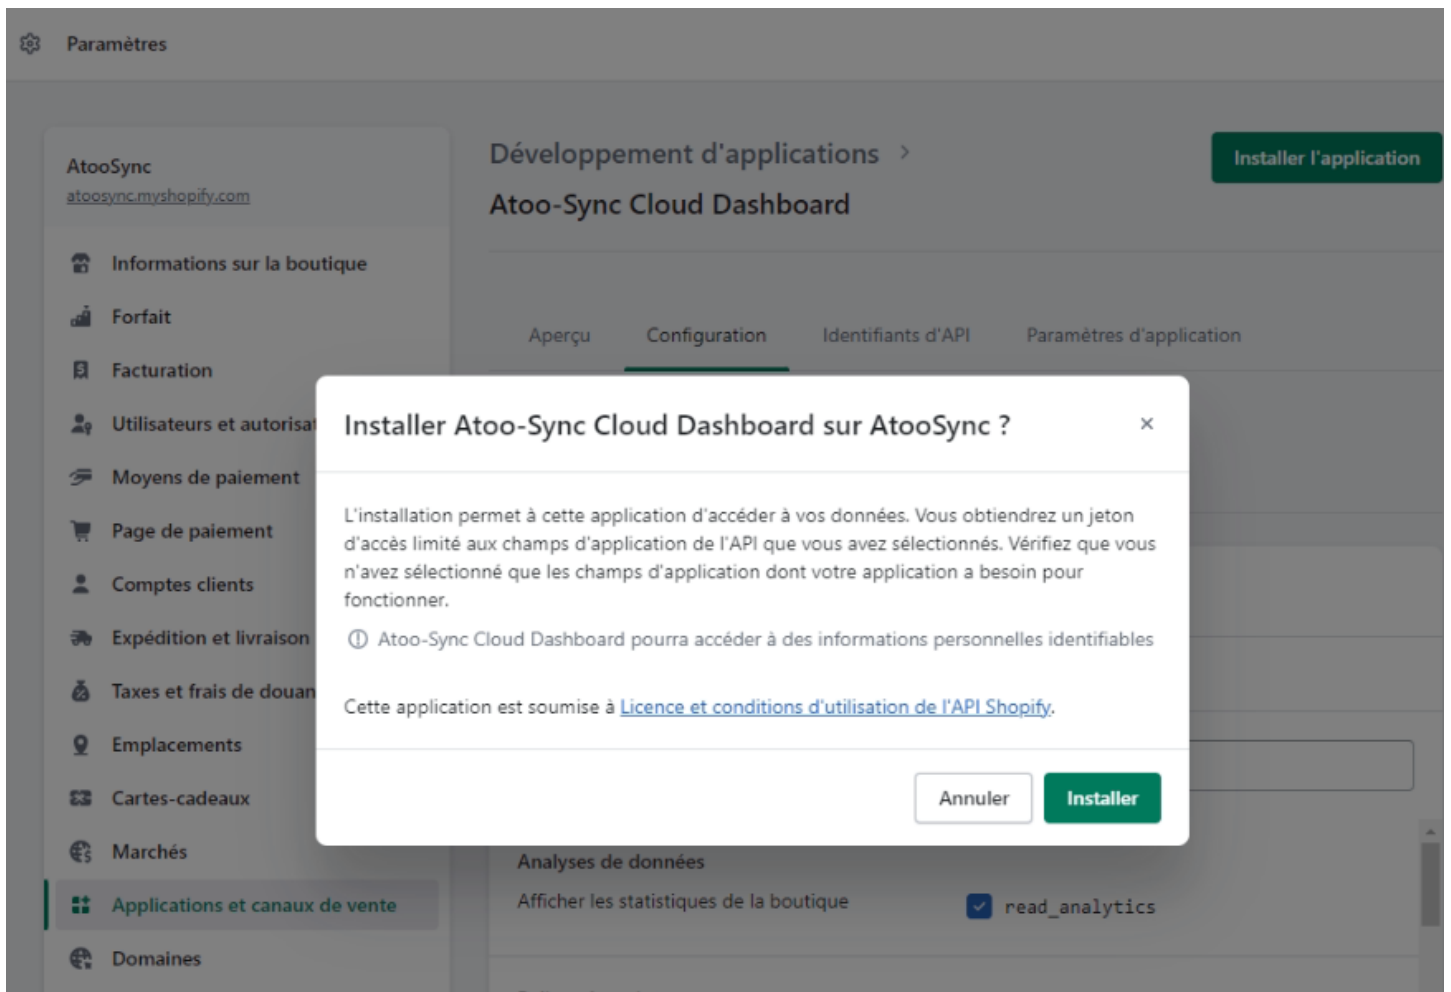 Paramètres
AtooSync
atoosync.myshopify.com
Informations sur la boutique
Forfait
Facturation
Utilisateurs et autorisat
Moyens de paiement
Page de paiement
Comptes clients
Expédition et livraison
Taxes et frais de douan
Emplacements
Cartes-cadeaux
Marchés
Applications et canaux de vente
Domaines
Développement d'applications >
Atoo-Sync Cloud Dashboard
Installer l'application
Aperçu Configuration Identifiants d'API Paramètres d'application
Installer Atoo-Sync Cloud Dashboard sur AtooSync ?
L'installation permet à cette application d'accéder à vos données. Vous obtiendrez un jeton
d'accès limité aux champs d'application de l'API que vous avez sélectionnés. Vérifiez que vous
n'avez sélectionné que les champs d'application dont votre application a besoin pour
fonctionner.
Atoo-Sync Cloud Dashboard pourra accéder à des informations personnelles identifiables
Cette application est soumise à Licence et conditions d'utilisation de l'API Shopify.
Annuler Installer
Analyses de données
Afficher les statistiques de la boutique read_analytics